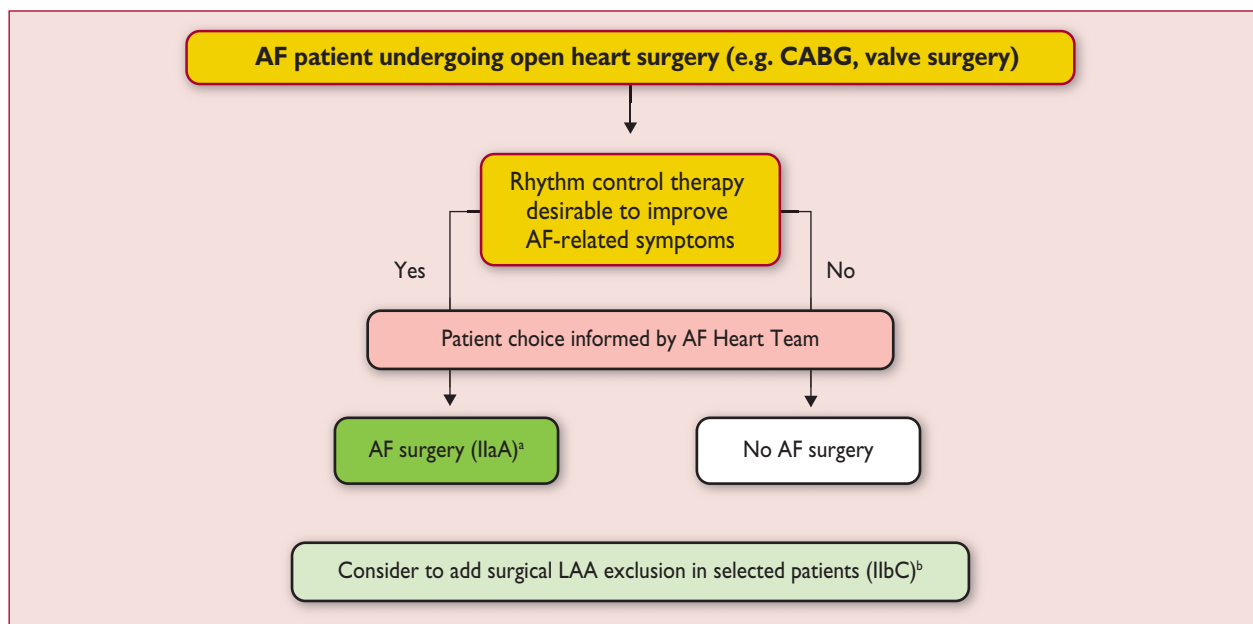 AF patient undergoing open heart surgery (e.g. CABG, valve surgery)
Rhythm control therapy
desirable to improve
AF-related symptoms
Yes
No
Patient choice informed by AF Heart Team
AF surgery (IIaA)ᵃ
No AF surgery
Consider to add surgical LAA exclusion in selected patients (IIbC)ᵇ